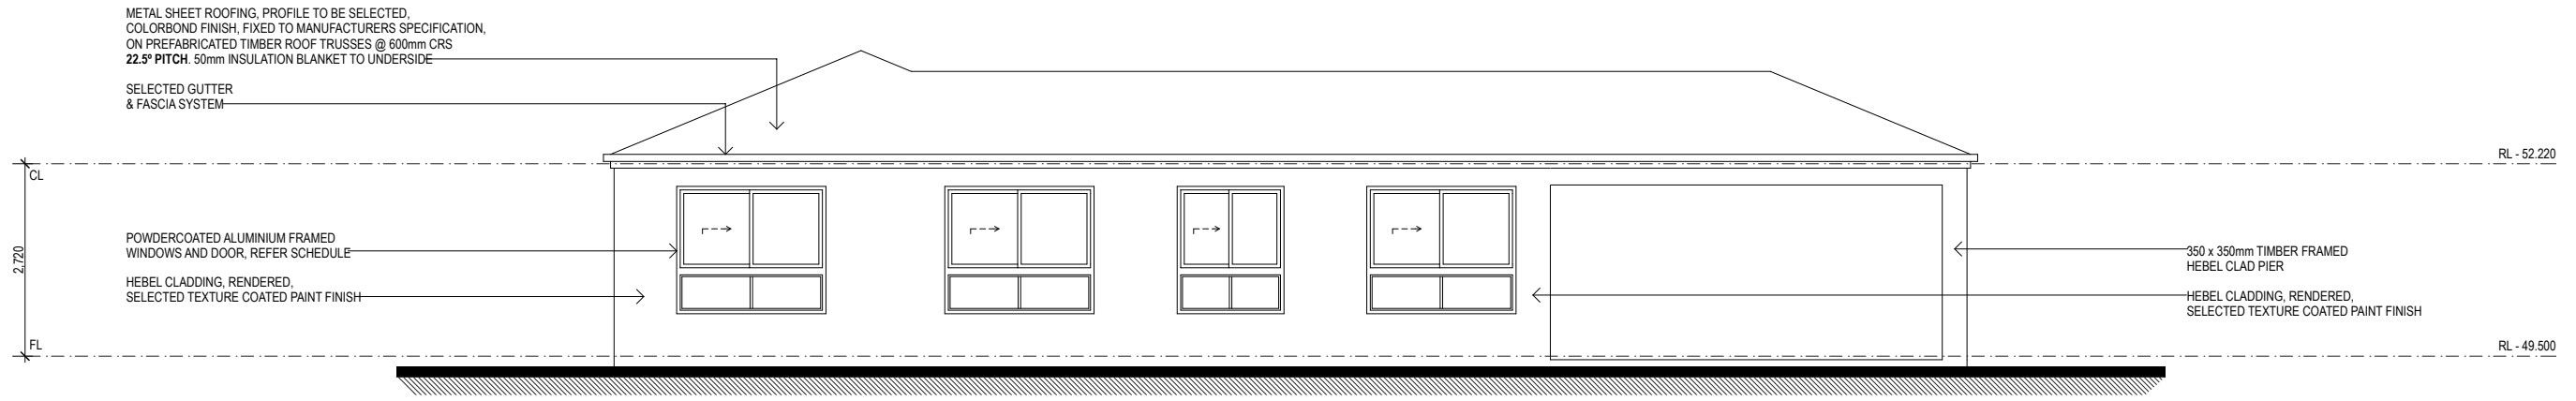 METAL SHEET ROOFING, PROFILE TO BE SELECTED,
COLORBOND FINISH, FIXED TO MANUFACTURERS SPECIFICATION,
ON PREFABRICATED TIMBER ROOF TRUSSES @ 600mm CRS
22.5º PITCH. 50mm INSULATION BLANKET TO UNDERSIDE
SELECTED GUTTER
& FASCIA SYSTEM
RL - 52.220
CL
2,720
POWDERCOATED ALUMINIUM FRAMED
WINDOWS AND DOOR, REFER SCHEDULE
HEBEL CLADDING, RENDERED,
SELECTED TEXTURE COATED PAINT FINISH
350 x 350mm TIMBER FRAMED
HEBEL CLAD PIER
HEBEL CLADDING, RENDERED,
SELECTED TEXTURE COATED PAINT FINISH
FL
RL - 49.500